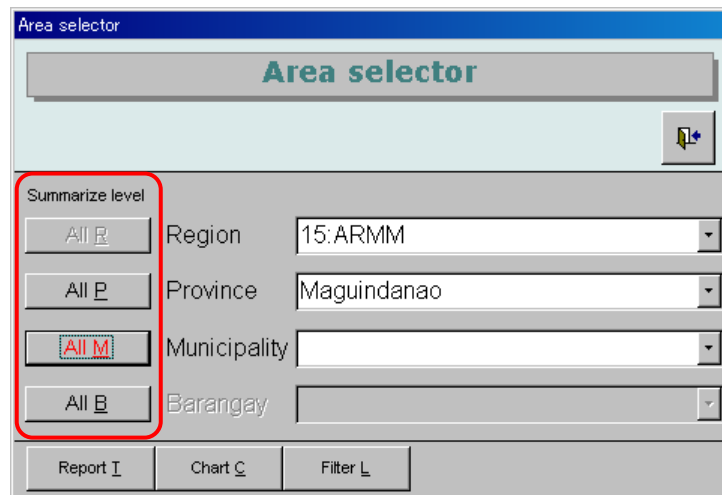 Area selector
Area selector
Summarize level
All R Region 15:ARMM
All P Province Maguindanao
All M Municipality
All B Barangay
Report T Chart C Filter L